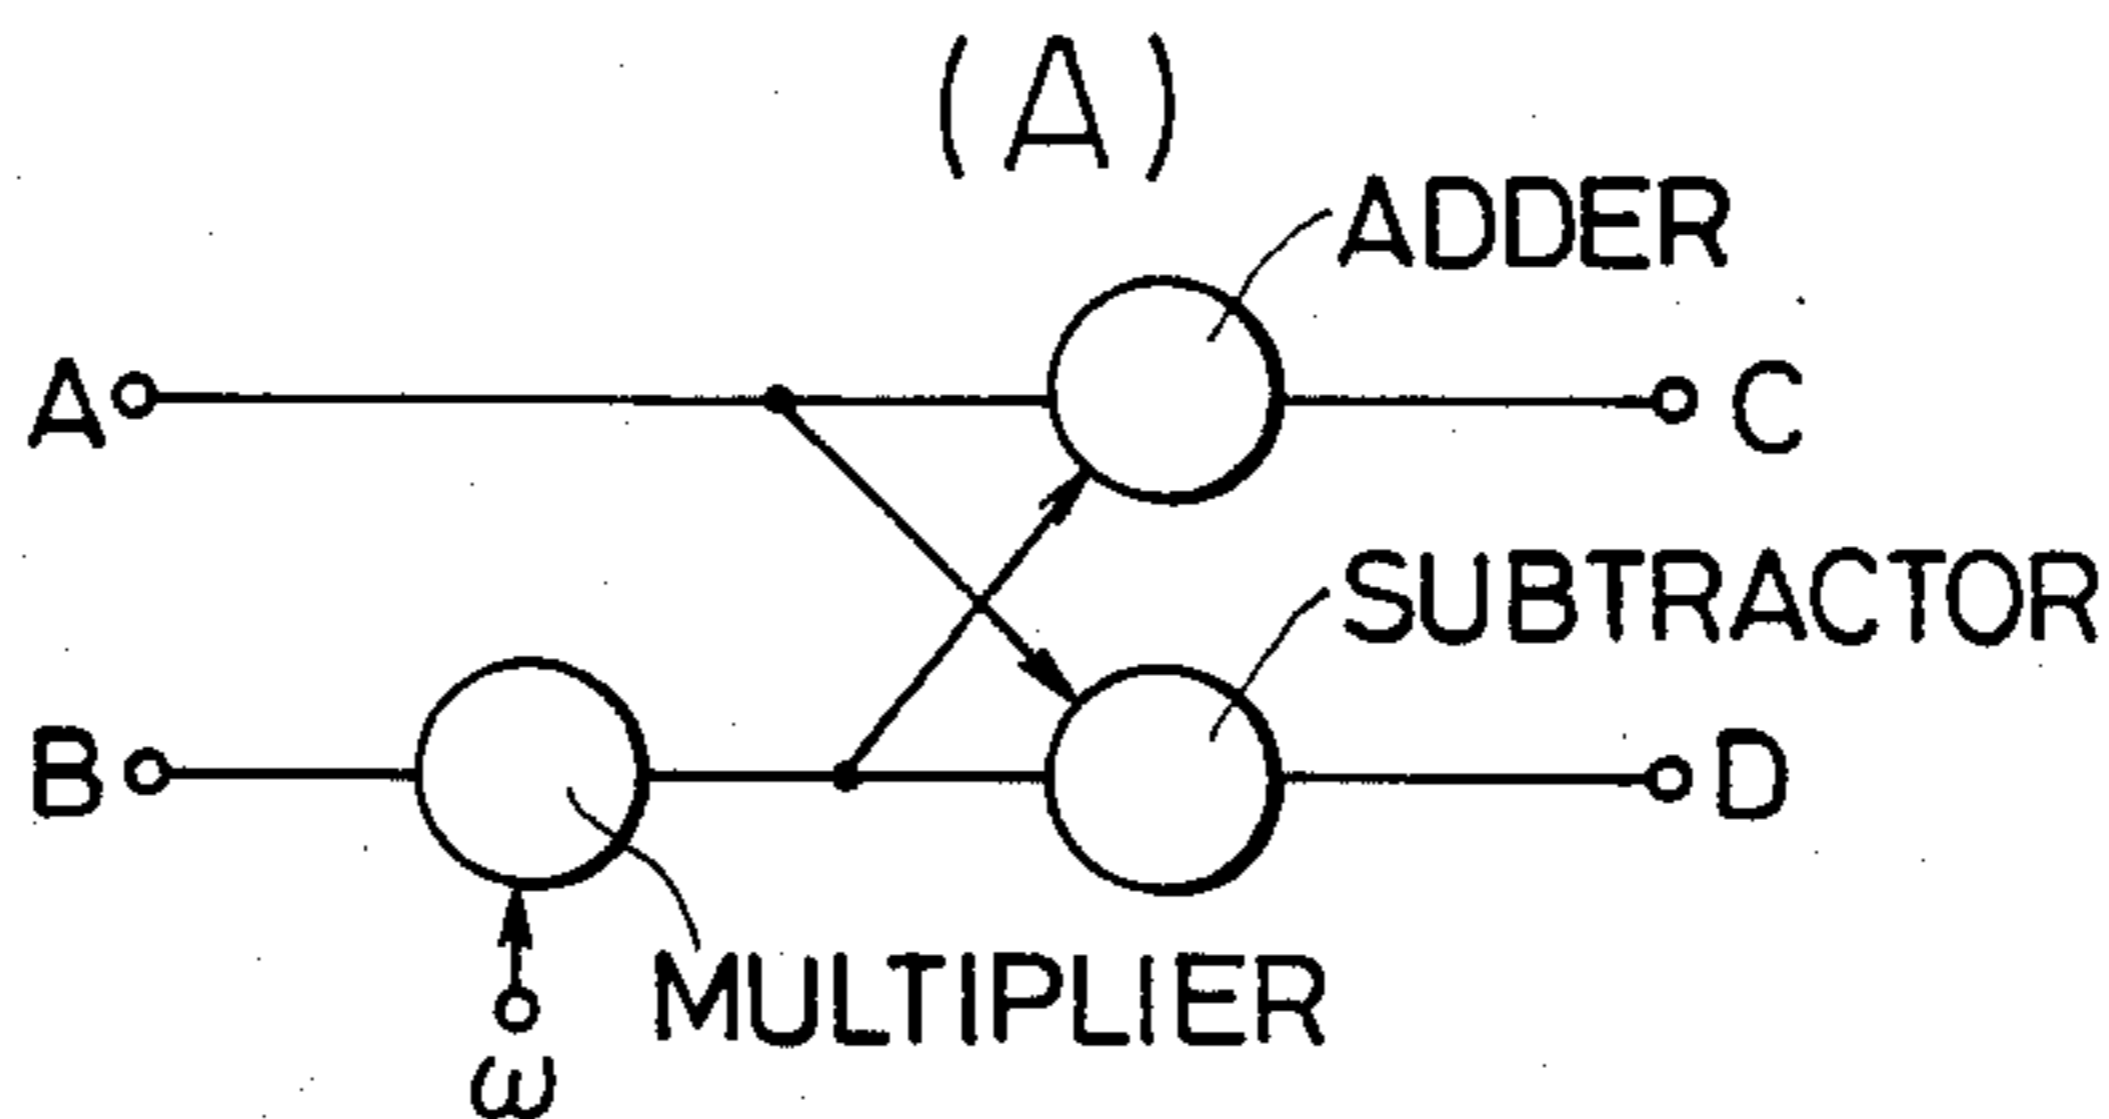 (A)
ADDER
A
C
SUBTRACTOR
B
D
MULTIPLIER
ω